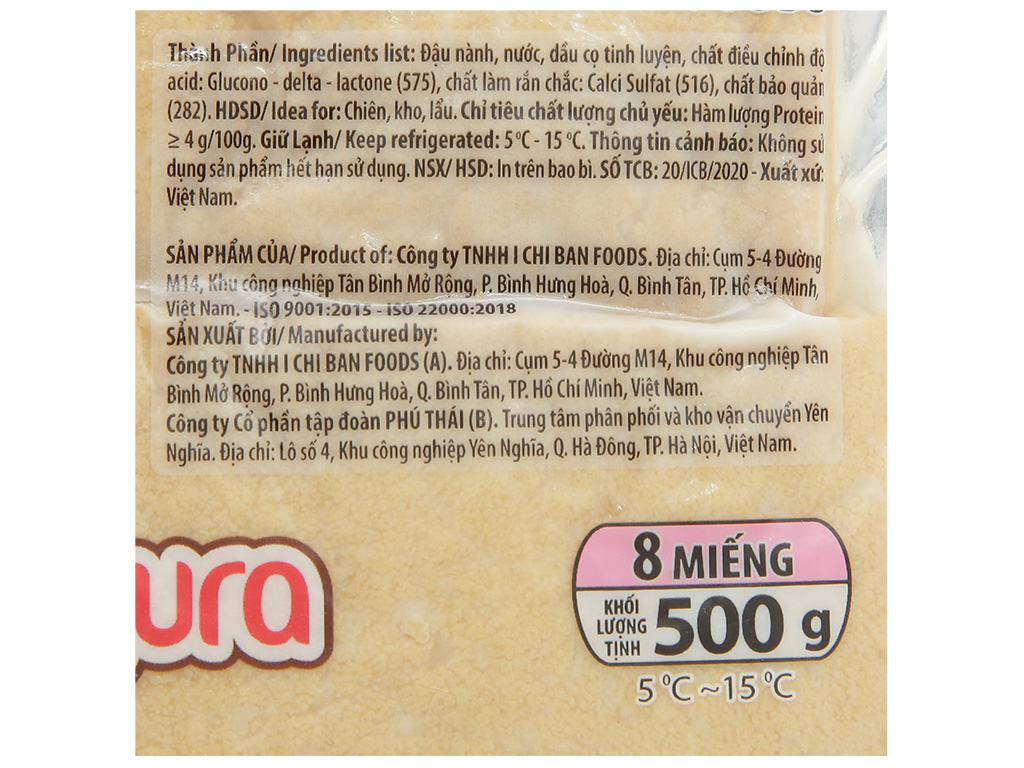 Thành Phần/ Ingredients list: Đậu nành, nước, dầu cọ tinh luyện, chất điều chỉnh độ
acid: Glucono - delta - lactone (575), chất làm rắn chắc: Calci Sulfat (516), chất bảo quản
(282). HDSD/ Idea for: Chiên, kho, lẩu. Chỉ tiêu chất lượng chủ yếu: Hàm lượng Protein
≥ 4 g/100g. Giữ Lạnh/ Keep refrigerated: 5 ºC - 15 ºC. Thông tin cảnh báo: Không sử
dụng sản phẩm hết hạn sử dụng. NSX/ HSD: In trên bao bì. SỐ TCB: 20/ICB/2020 - Xuất xứ:
Việt Nam.
SẢN PHẨM CỦA/ Product of: Công ty TNHH I CHI BAN FOODS. Địa chỉ: Cụm 5-4 Đường
M14, Khu công nghiệp Tân Bình Mở Rộng, P. Bình Hưng Hoà, Q. Bình Tân, TP. Hồ Chí Minh,
Việt Nam. - ISO 9001:2015 - ISO 22000:2018
SẢN XUẤT BỞI/ Manufactured by:
Công ty TNHH I CHI BAN FOODS (A). Địa chỉ: Cụm 5-4 Đường M14, Khu công nghiệp Tân
Bình Mở Rộng, P. Bình Hưng Hoà, Q. Bình Tân, TP. Hồ Chí Minh, Việt Nam.
Công ty Cổ phần tập đoàn PHÚ THÁI (B). Trung tâm phân phối và kho vận chuyển Yên
Nghĩa. Địa chỉ: Lô số 4, Khu công nghiệp Yên Nghĩa, Q. Hà Đông, TP. Hà Nội, Việt Nam.
ura
8 MIẾNG
KHỐI
LƯỢNG
TỊNH
500 g
5 ºC ~15 ºC